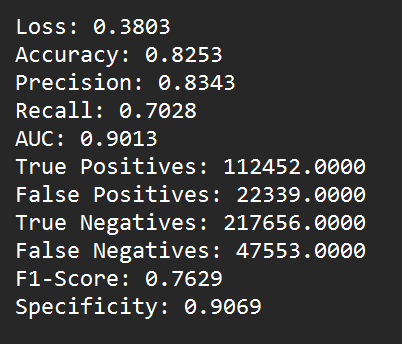 Loss: 0.3803
Accuracy: 0.8253
Precision: 0.8343
Recall: 0.7028
AUC: 0.9013
True Positives: 112452.0000
False Positives: 22339.0000
True Negatives: 217656.0000
False Negatives: 47553.0000
F1-Score: 0.7629
Specificity: 0.9069